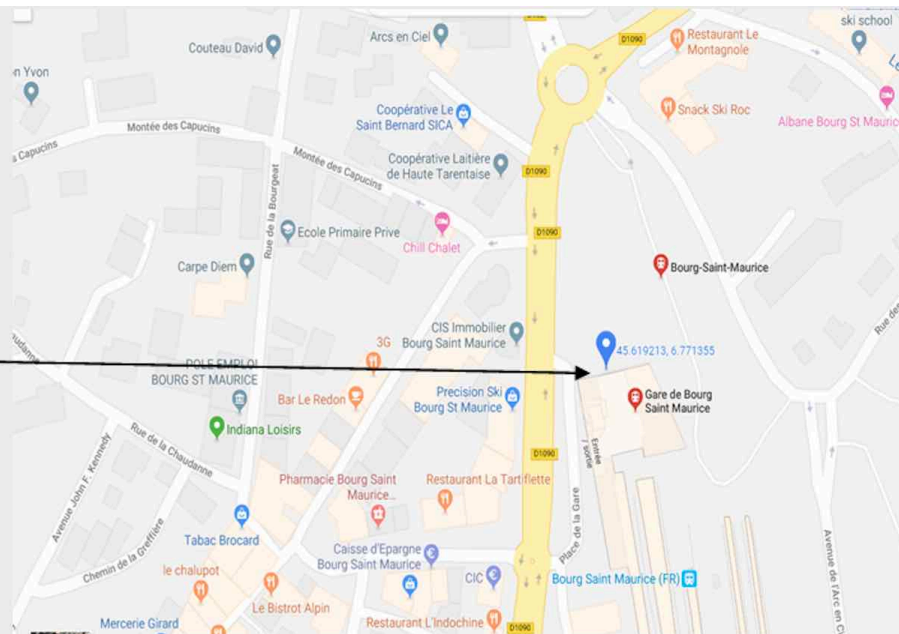 ski school
Arcs en Ciel
D1090
Restaurant Le
Montagnole
Couteau David
n Yvon
Snack Ski Roc
Albane Bourg St Maurice
Coopérative Le
Saint Bernard SICA
Montée des Capucins
s Capucins
Montée des Capucins
Coopérative Laitière
de Haute Tarentaise
D1090
Rue de la Bourgeat
Ecole Primaire Prive
Chill Chalet
D1090
Carpe Diem
Bourg-Saint-Maurice
CIS Immobilier
Bourg Saint Maurice
3G
45.619213, 6.771355
POLE EMPLOI
BOURG ST MAURICE
Bar Le Redon
Precision Ski
Bourg St Maurice
Gare de Bourg
Saint Maurice
Indiana Loisirs
Rue de la Chaudanne
Entrée
/ sortie
D1090
Avenue John F. Kennedy
Pharmacie Bourg Saint
Maurice...
Restaurant La Tartiflette
Place de la Gare
Tabac Brocard
Chemin de la Greffière
Caisse d'Epargne
Bourg Saint Maurice
CIC
Bourg Saint Maurice (FR)
Avenue de l'Arc en C
le chalupot
Le Bistrot Alpin
Mercerie Girard
Restaurant L'Indochine
D1090
Rue des